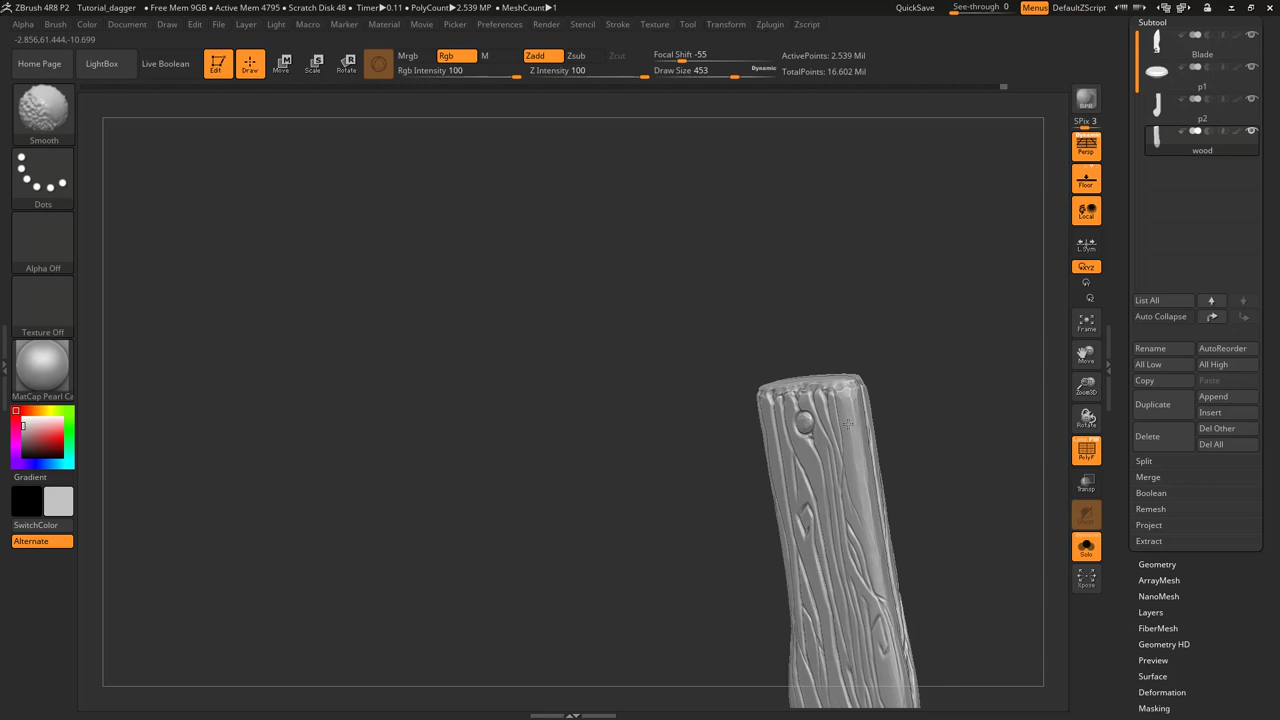 ZBrush 4R8 P2 Tutorial_dagger ● Free Mem 9GB ● Active Mem 4795 ● Scratch Disk 48 ● Timer▶0.11 ● PolyCount▶2.539 MP ● MeshCount▶1
QuickSave See-through 0 Menus DefaultZScript
Alpha Brush Color Document Draw Edit File Layer Light Macro Marker Material Movie Picker Preferences Render Stencil Stroke Texture Tool Transform Zplugin Zscript
-2.856,61.444,-10.699
Home Page LightBox Live Boolean Edit Draw Move Scale Rotate
Mrgb Rgb M Zadd Zsub Zcut
Rgb Intensity 100 Z Intensity 100
Focal Shift -55
Draw Size 453 Dynamic
ActivePoints: 2.539 Mil
TotalPoints: 16.602 Mil
Smooth
Dots
Alpha Off
Texture Off
MatCap Pearl Ca
Gradient
SwitchColor
Alternate
BPR
SPix 3
Dynamic
Persp
Floor
Local
L.Sym
XYZ
Frame
Move
Zoom3D
Rotate
PolyF
Transp
Solo
Xpose
Subtool
Blade
p1
p2
wood
List All
Auto Collapse
Rename AutoReorder
All Low All High
Copy Paste
Duplicate Append
Insert
Delete Del Other
Del All
Split
Merge
Boolean
Remesh
Project
Extract
Geometry
ArrayMesh
NanoMesh
Layers
FiberMesh
Geometry HD
Preview
Surface
Deformation
Masking